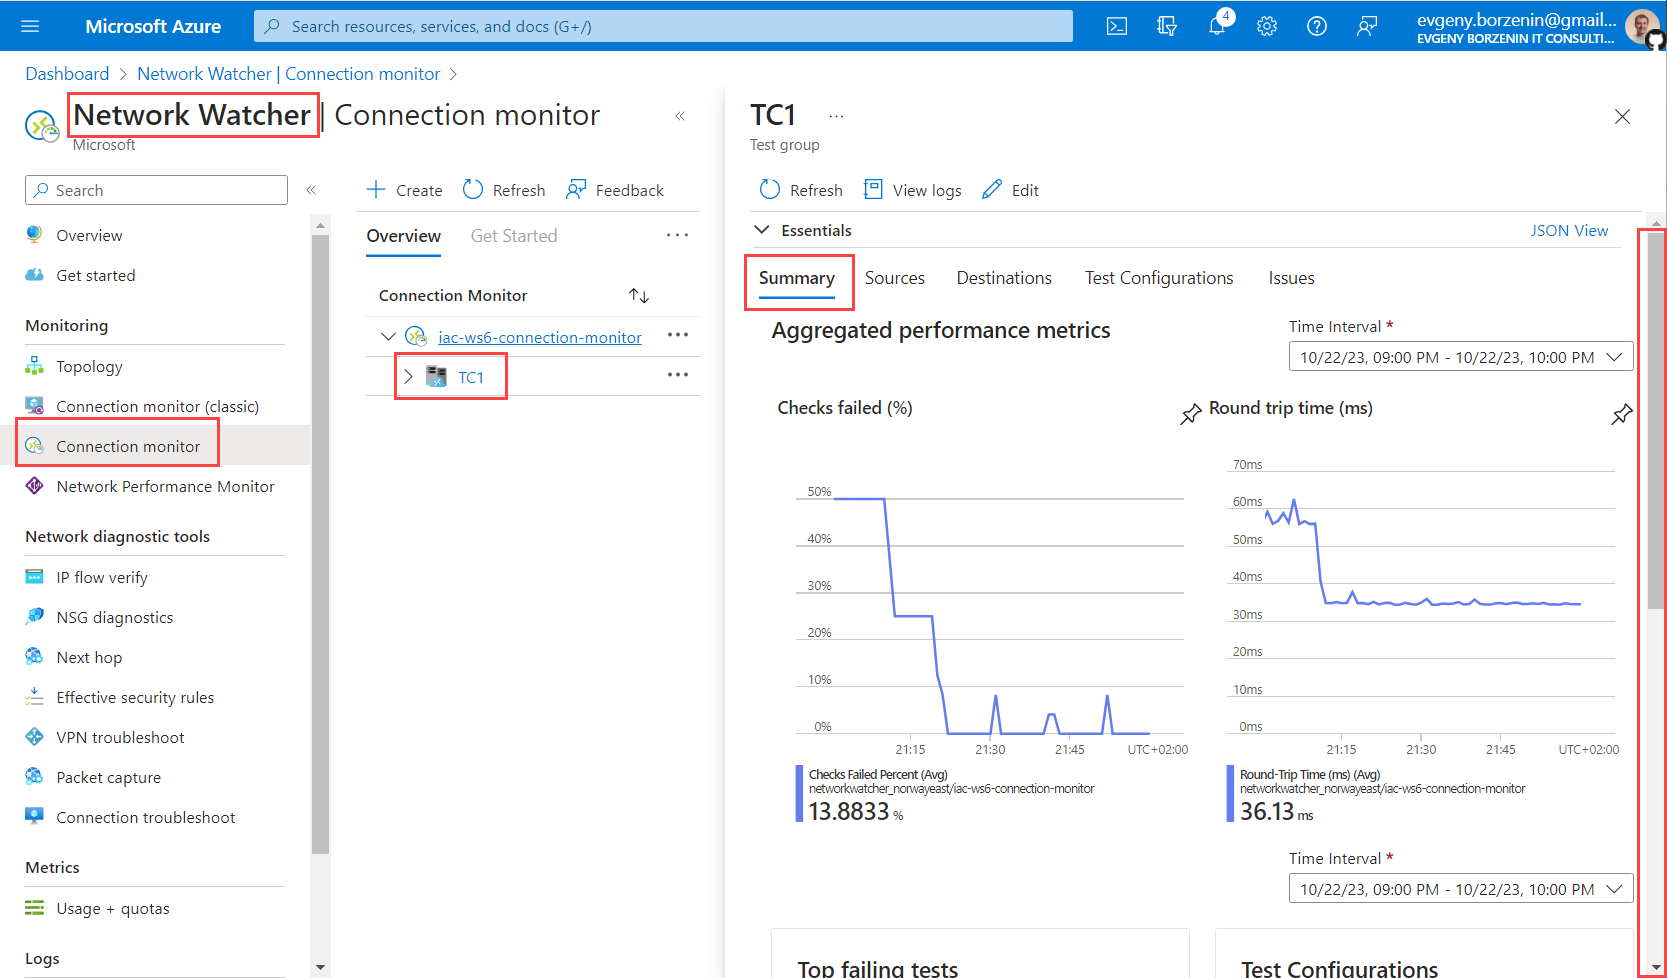 Microsoft Azure
Search resources, services, and docs (G+/)
4
evgeny.borzenin@gmail...
EVGENY BORZENIN IT CONSULTI...
Dashboard > Network Watcher | Connection monitor >
Network Watcher | Connection monitor
Microsoft
Search
Overview
Get started
Monitoring
Topology
Connection monitor (classic)
Connection monitor
Network Performance Monitor
Network diagnostic tools
IP flow verify
NSG diagnostics
Next hop
Effective security rules
VPN troubleshoot
Packet capture
Connection troubleshoot
Metrics
Usage + quotas
Logs
Create
Refresh
Feedback
Overview
Get Started
Connection Monitor
iac-ws6-connection-monitor
TC1
TC1
Test group
Refresh
View logs
Edit
Essentials
JSON View
Summary
Sources
Destinations
Test Configurations
Issues
Aggregated performance metrics
Time Interval *
10/22/23, 09:00 PM - 10/22/23, 10:00 PM
Checks failed (%)
50%
40%
30%
20%
10%
0%
21:15
21:30
21:45
UTC+02:00
Checks Failed Percent (Avg)
networkwatcher_norwayeast/iac-ws6-connection-monitor
13.8833 %
Round trip time (ms)
70ms
60ms
50ms
40ms
30ms
20ms
10ms
0ms
21:15
21:30
21:45
UTC+02:00
Round-Trip Time (ms) (Avg)
networkwatcher_norwayeast/iac-ws6-connection-monitor
36.13 ms
Time Interval *
10/22/23, 09:00 PM - 10/22/23, 10:00 PM
Top failing tests
Test Configurations